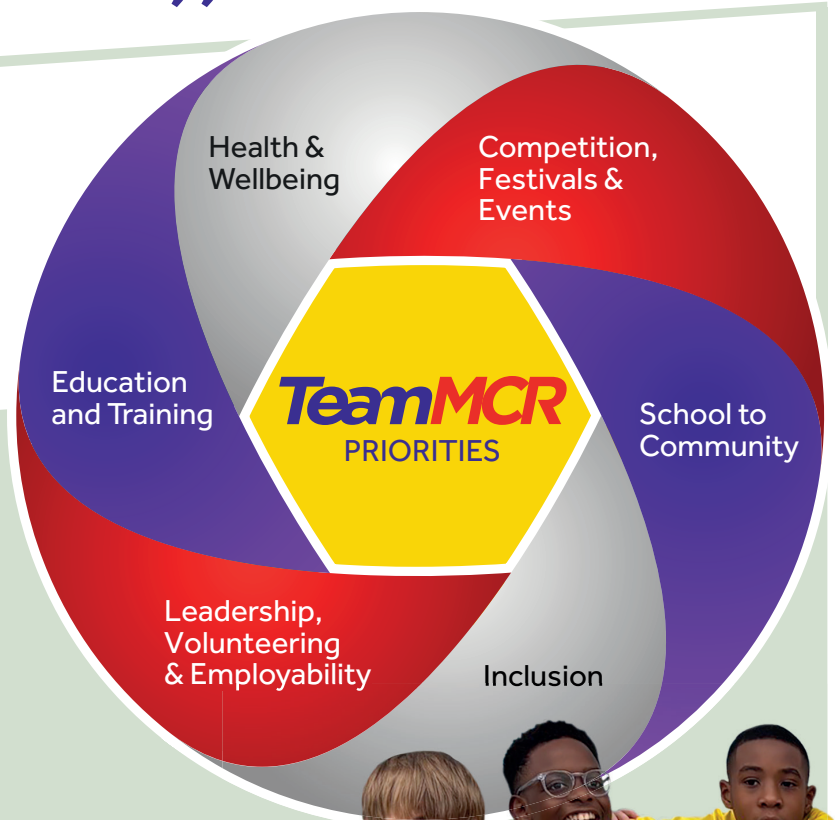 Health &
Wellbeing
Competition,
Festivals &
Events
Education
and Training
TeamMCR
PRIORITIES
School to
Community
Leadership,
Volunteering
& Employability
Inclusion